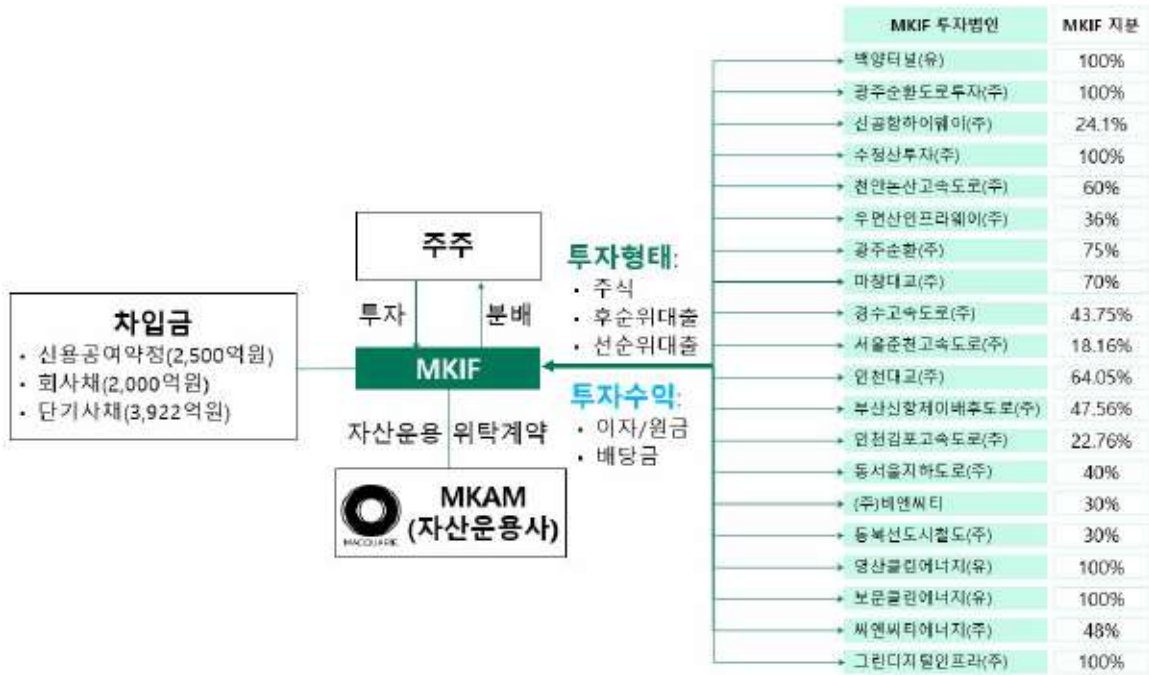 차입금
• 신용공여약정(2,500억원)
• 회사채(2,000억원)
• 단기사채(3,922억원)
주주
투자 분배
MKIF
자산운용 위탁계약
MACQUARIE
MKAM
(자산운용사)
투자형태:
• 주식
• 후순위대출
• 선순위대출
투자수익:
• 이자/원금
• 배당금
MKIF 투자법인 MKIF 지분
백양터널(유) 100%
광주순환도로투자(주) 100%
신공항하이웨이(주) 24.1%
수정산투자(주) 100%
천안논산고속도로(주) 60%
우면산인프라웨이(주) 36%
광주순환(주) 75%
마창대교(주) 70%
경수고속도로(주) 43.75%
서울춘천고속도로(주) 18.16%
인천대교(주) 64.05%
부산신항제이배후도로(주) 47.56%
인천김포고속도로(주) 22.76%
동서울지하도로(주) 40%
(주)비엔씨티 30%
동북선도시철도(주) 30%
영산클린에너지(유) 100%
보문클린에너지(유) 100%
씨엔씨티에너지(주) 48%
그린디지털인프라(주) 100%